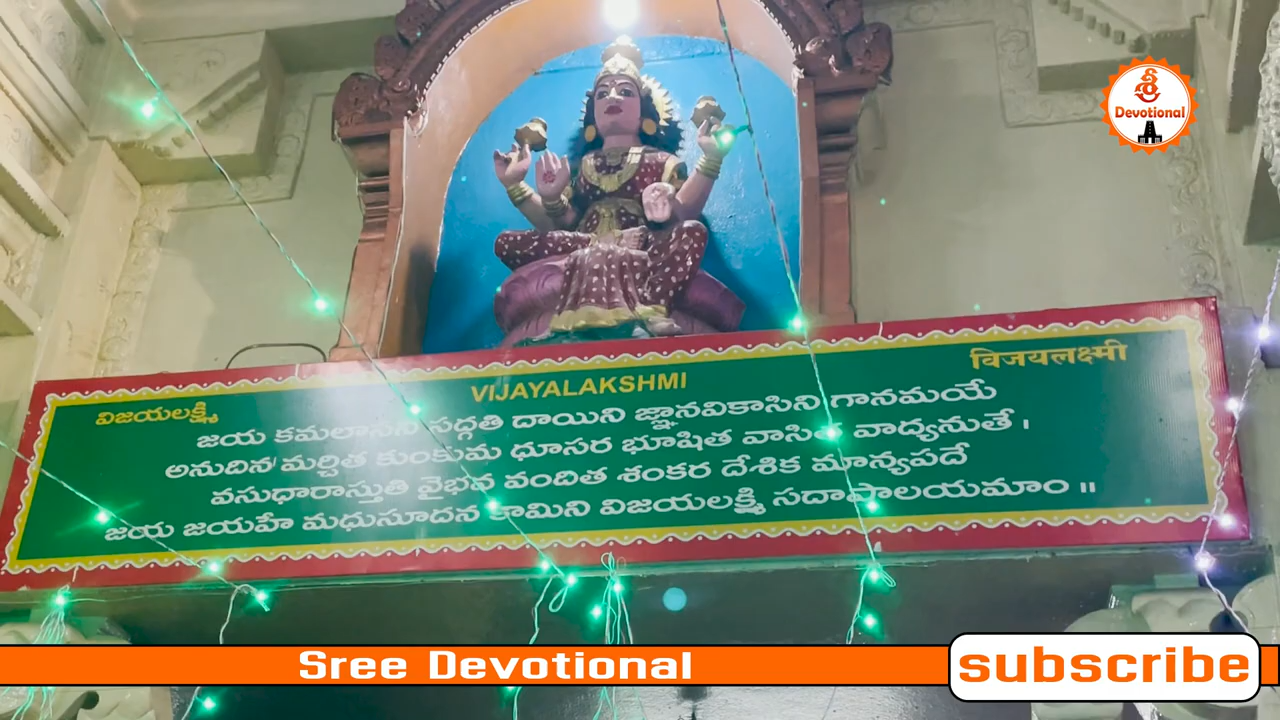 శ్రీ
Devotional
విజయలక్ష్మి
VIJAYALAKSHMI
विजयलक्ष्मी
జయ కమలాసిని సద్గతి దాయిని జ్ఞానవికాసిని గానమయే
అనుదిన మర్చిత కుంకుమ ధూసర భూషిత వాసిత వాద్యనుతే ।
వసుధారాస్తుతి వైభవ వందిత శంకర దేశిక మాన్యపదే
జయ జయహే మధుసూదన కామిని విజయలక్ష్మి సదాపాలయమాం ॥
Sree Devotional
subscribe